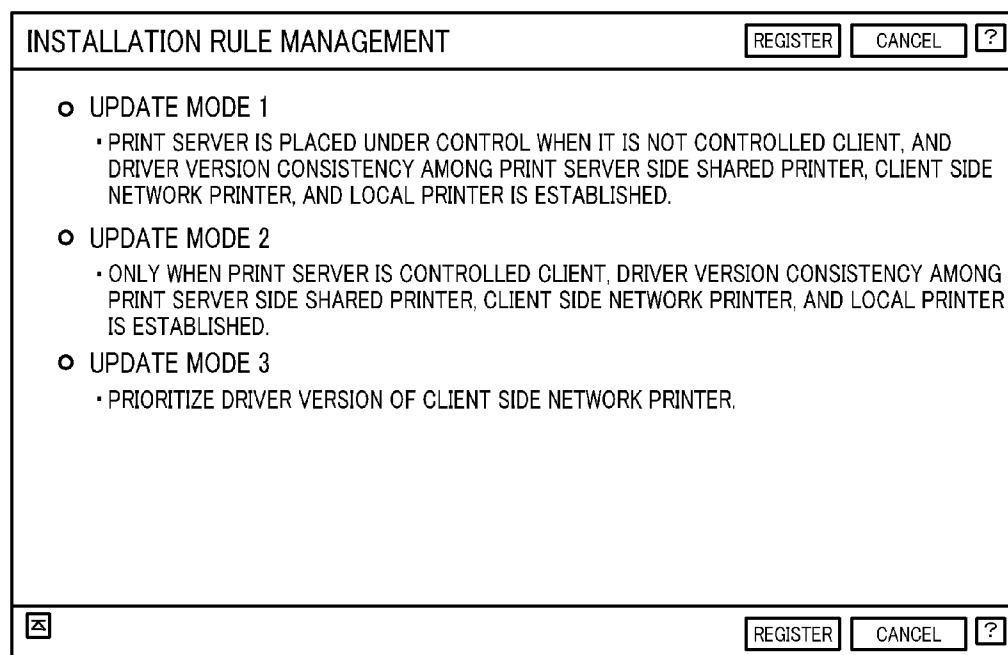 INSTALLATION RULE MANAGEMENT REGISTER CANCEL ?
UPDATE MODE 1
・PRINT SERVER IS PLACED UNDER CONTROL WHEN IT IS NOT CONTROLLED CLIENT, AND
DRIVER VERSION CONSISTENCY AMONG PRINT SERVER SIDE SHARED PRINTER, CLIENT SIDE
NETWORK PRINTER, AND LOCAL PRINTER IS ESTABLISHED.
UPDATE MODE 2
・ONLY WHEN PRINT SERVER IS CONTROLLED CLIENT, DRIVER VERSION CONSISTENCY AMONG
PRINT SERVER SIDE SHARED PRINTER, CLIENT SIDE NETWORK PRINTER, AND LOCAL PRINTER
IS ESTABLISHED.
UPDATE MODE 3
・PRIORITIZE DRIVER VERSION OF CLIENT SIDE NETWORK PRINTER.
REGISTER CANCEL ?